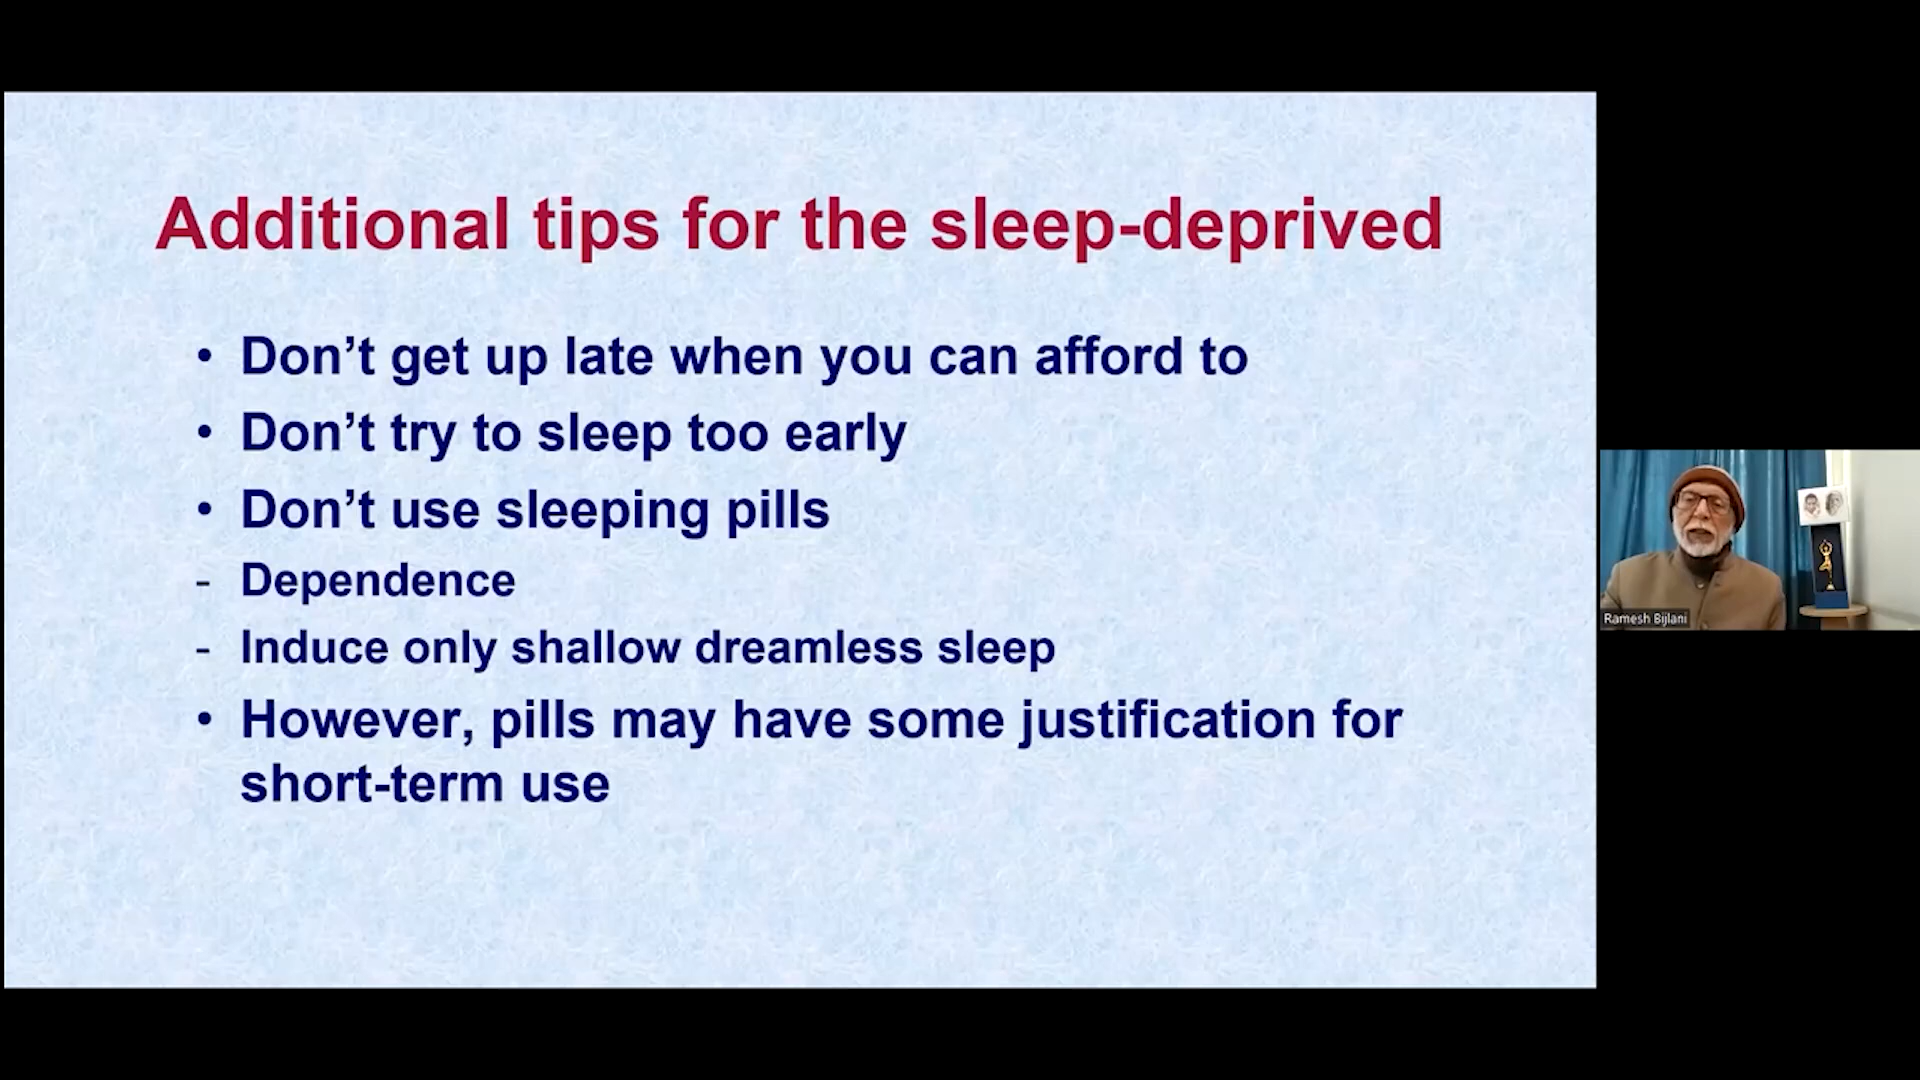 Additional tips for the sleep-deprived
• Don’t get up late when you can afford to
• Don’t try to sleep too early
• Don’t use sleeping pills
- Dependence
- Induce only shallow dreamless sleep
• However, pills may have some justification for
short-term use
Ramesh Bijlani